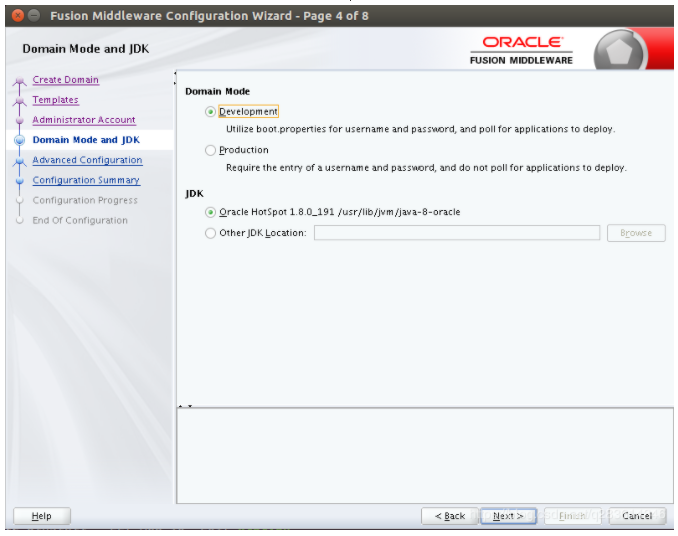 Fusion Middleware Configuration Wizard - Page 4 of 8
Domain Mode and JDK
ORACLE
FUSION MIDDLEWARE
Create Domain
Templates
Administrator Account
Domain Mode and JDK
Advanced Configuration
Configuration Summary
Configuration Progress
End Of Configuration
Domain Mode
Development
Utilize boot.properties for username and password, and poll for applications to deploy.
Production
Require the entry of a username and password, and do not poll for applications to deploy.
JDK
Oracle HotSpot 1.8.0_191 /usr/lib/jvm/java-8-oracle
Other JDK Location:
Browse
Help
< Back
Next >
Finish
Cancel